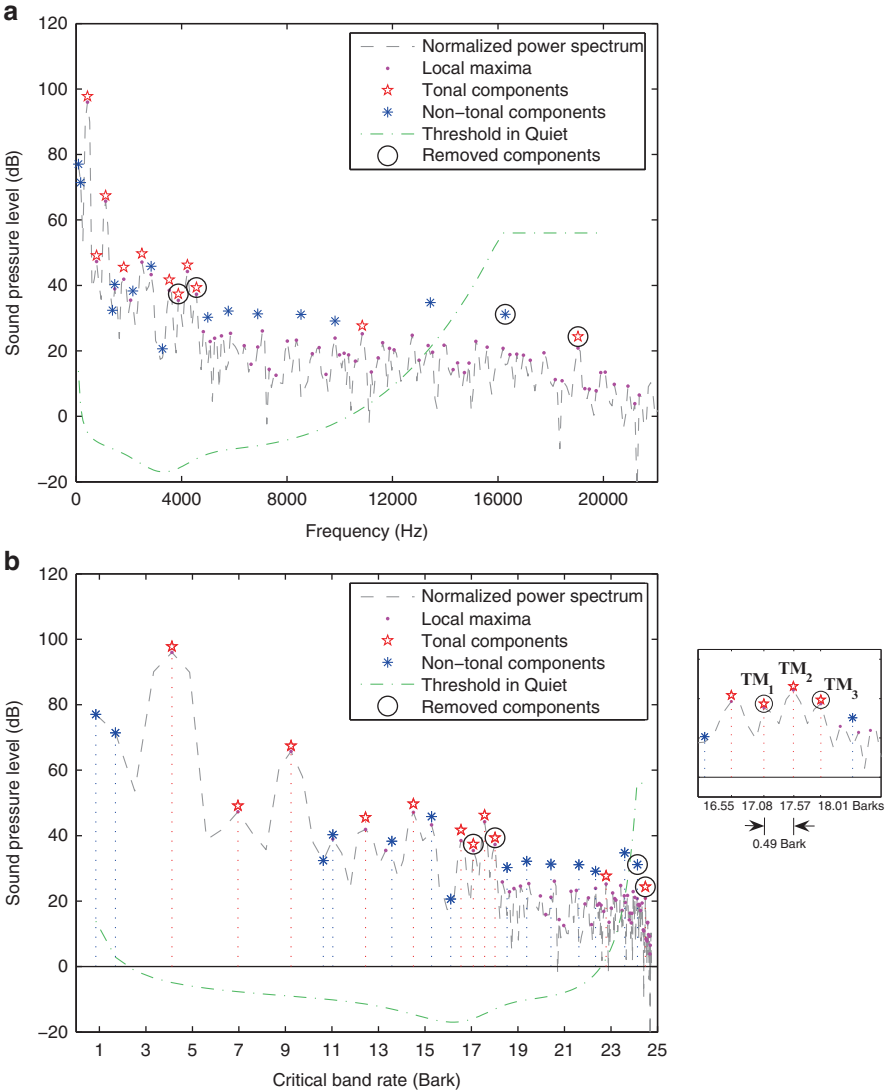 a
120
100
80
60
40
20
0
−20
Sound pressure level (dB)
Normalized power spectrum
Local maxima
Tonal components
Non−tonal components
Threshold in Quiet
Removed components
0 4000 8000 12000 16000 20000
Frequency (Hz)
b
120
100
80
60
40
20
0
−20
Sound pressure level (dB)
Normalized power spectrum
Local maxima
Tonal components
Non−tonal components
Threshold in Quiet
Removed components
1 3 5 7 9 11 13 15 17 19 21 23 25
Critical band rate (Bark)
TM1 TM2 TM3
16.55 17.08 17.57 18.01 Barks
0.49 Bark